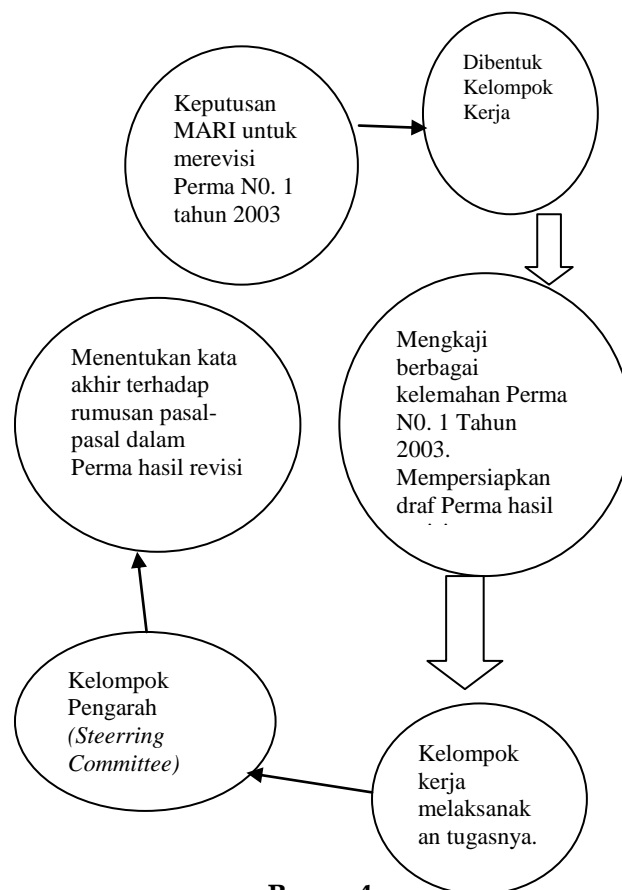 Keputusan
MARI untuk
merevisi
Perma N0. 1
tahun 2003
Dibentuk
Kelompok
Kerja
Mengkaji
berbagai
kelemahan Perma
N0. 1 Tahun
2003.
Mempersiapkan
draf Perma hasil
Kelompok
kerja
melaksanak
an tugasnya.
Kelompok
Pengarah
(Steerring
Committee)
Menentukan kata
akhir terhadap
rumusan pasal-
pasal dalam
Perma hasil revisi